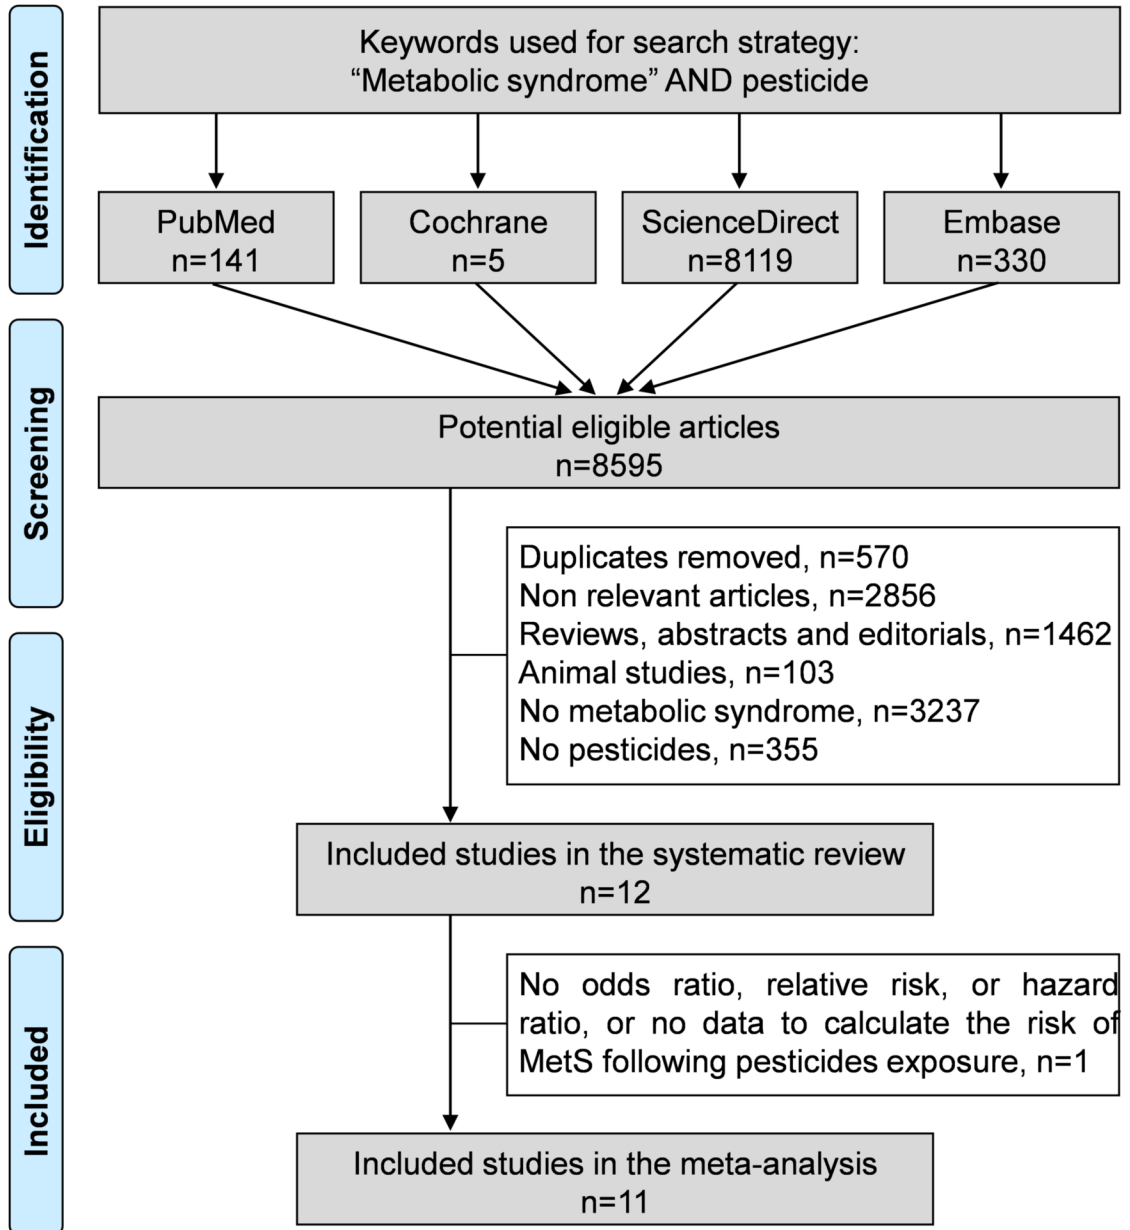 Identification
Keywords used for search strategy:
“Metabolic syndrome” AND pesticide
PubMed
n=141
Cochrane
n=5
ScienceDirect
n=8119
Embase
n=330
Screening
Potential eligible articles
n=8595
Duplicates removed, n=570
Non relevant articles, n=2856
Reviews, abstracts and editorials, n=1462
Animal studies, n=103
No metabolic syndrome, n=3237
No pesticides, n=355
Eligibility
Included studies in the systematic review
n=12
Included
No odds ratio, relative risk, or hazard
ratio, or no data to calculate the risk of
MetS following pesticides exposure, n=1
Included studies in the meta-analysis
n=11